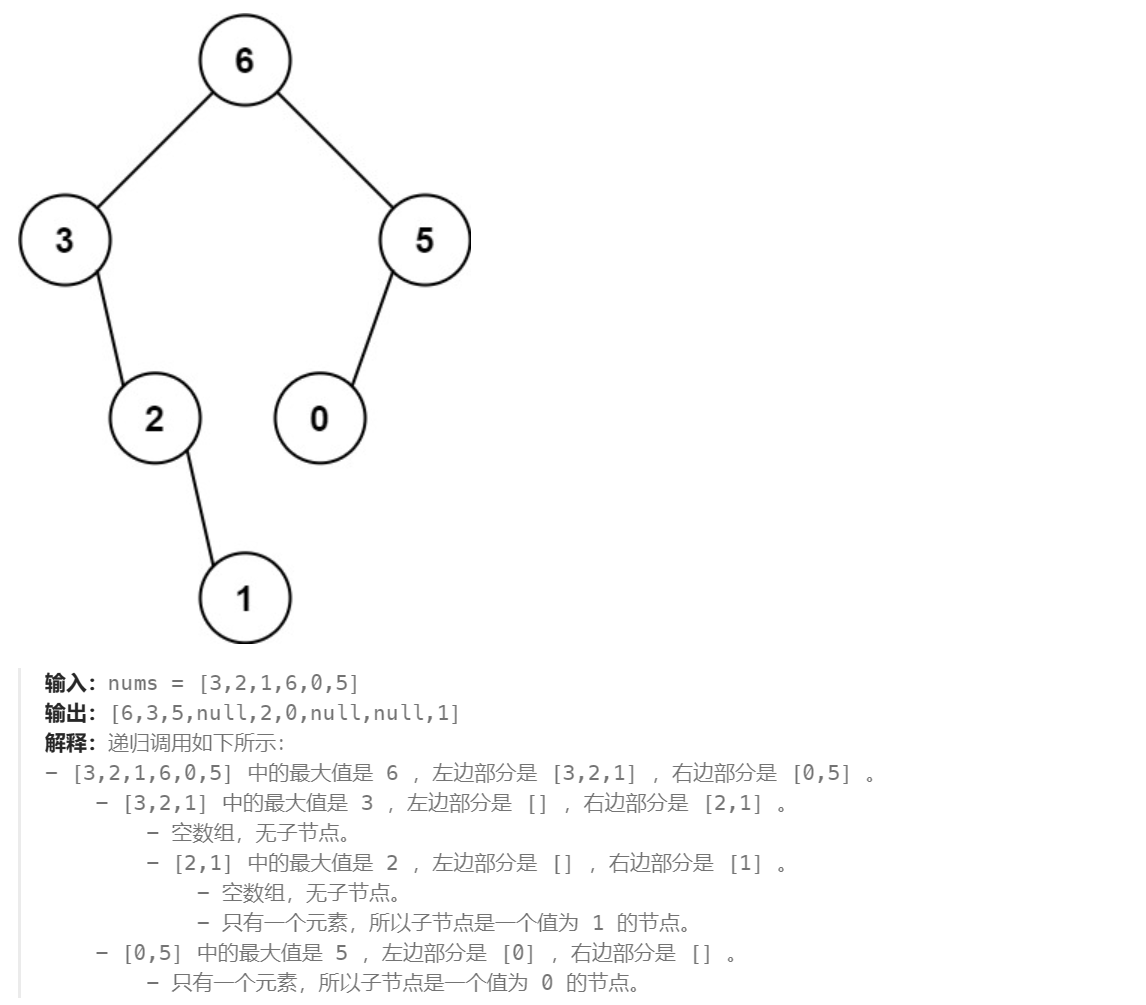 6
3
5
2
0
1
输入：nums = [3,2,1,6,0,5]
输出：[6,3,5,null,2,0,null,null,1]
解释：递归调用如下所示：
- [3,2,1,6,0,5] 中的最大值是 6 ，左边部分是 [3,2,1] ，右边部分是 [0,5] 。
- [3,2,1] 中的最大值是 3 ，左边部分是 [] ，右边部分是 [2,1] 。
- 空数组，无子节点。
- [2,1] 中的最大值是 2 ，左边部分是 [] ，右边部分是 [1] 。
- 空数组，无子节点。
- 只有一个元素，所以子节点是一个值为 1 的节点。
- [0,5] 中的最大值是 5 ，左边部分是 [0] ，右边部分是 [] 。
- 只有一个元素，所以子节点是一个值为 0 的节点。